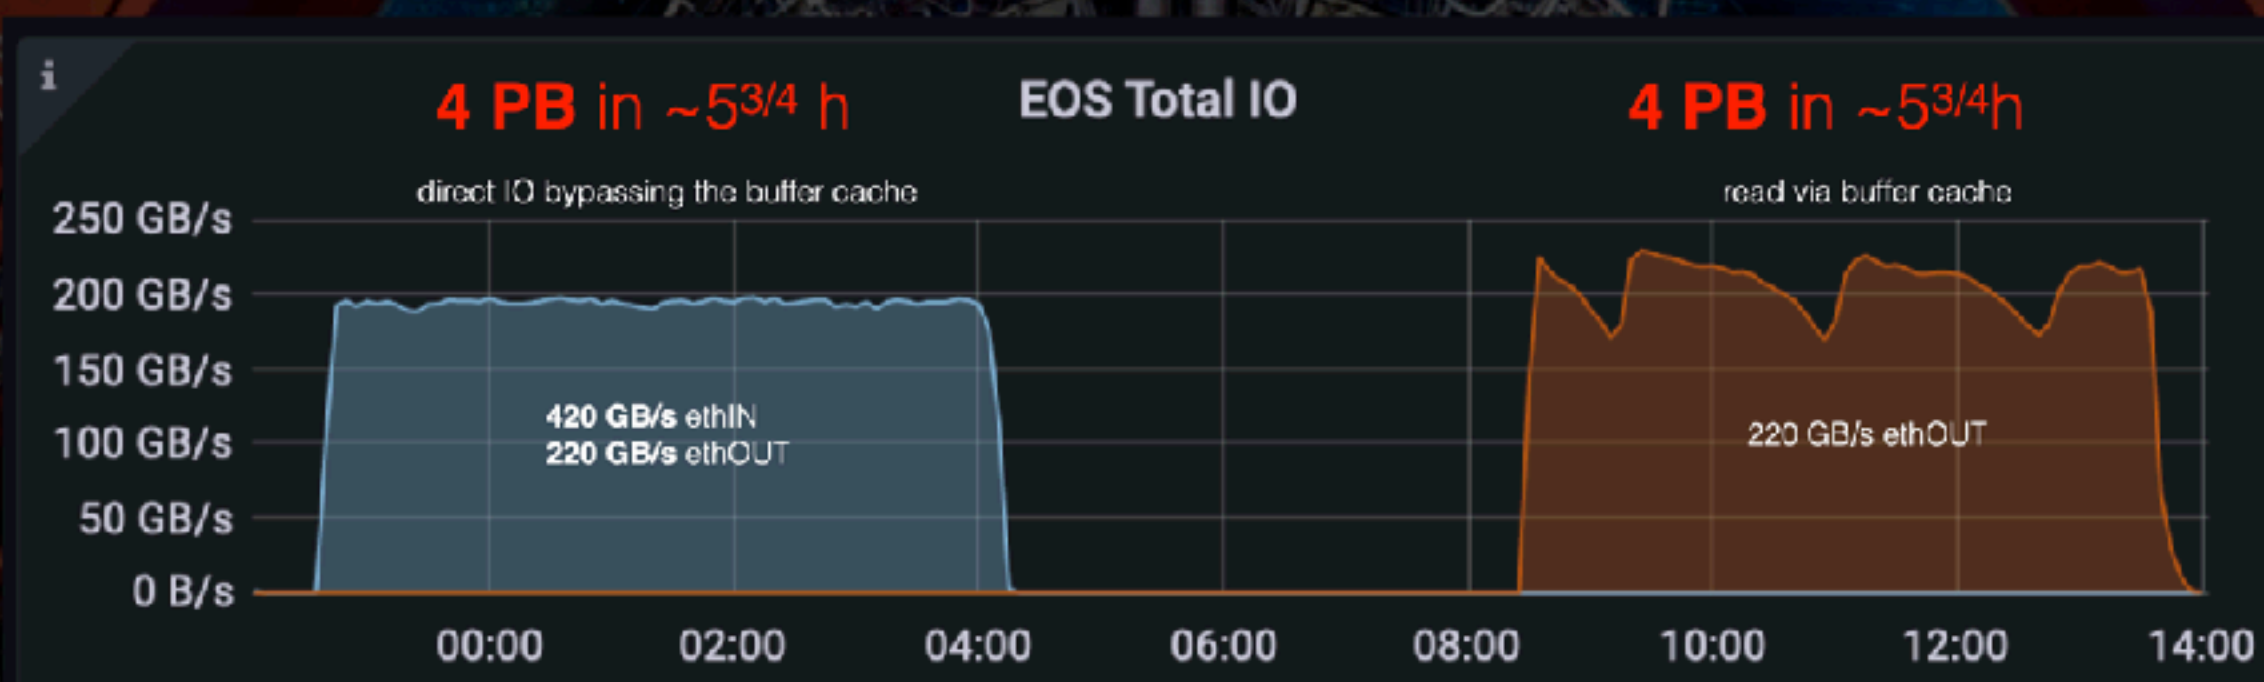 i
4 PB in ~5³/⁴ h
EOS Total IO
4 PB in ~5³/⁴h
direct IO bypassing the buffer cache
read via buffer cache
250 GB/s
200 GB/s
150 GB/s
100 GB/s
50 GB/s
0 B/s
420 GB/s ethIN
220 GB/s ethOUT
220 GB/s ethOUT
00:00 02:00 04:00 06:00 08:00 10:00 12:00 14:00